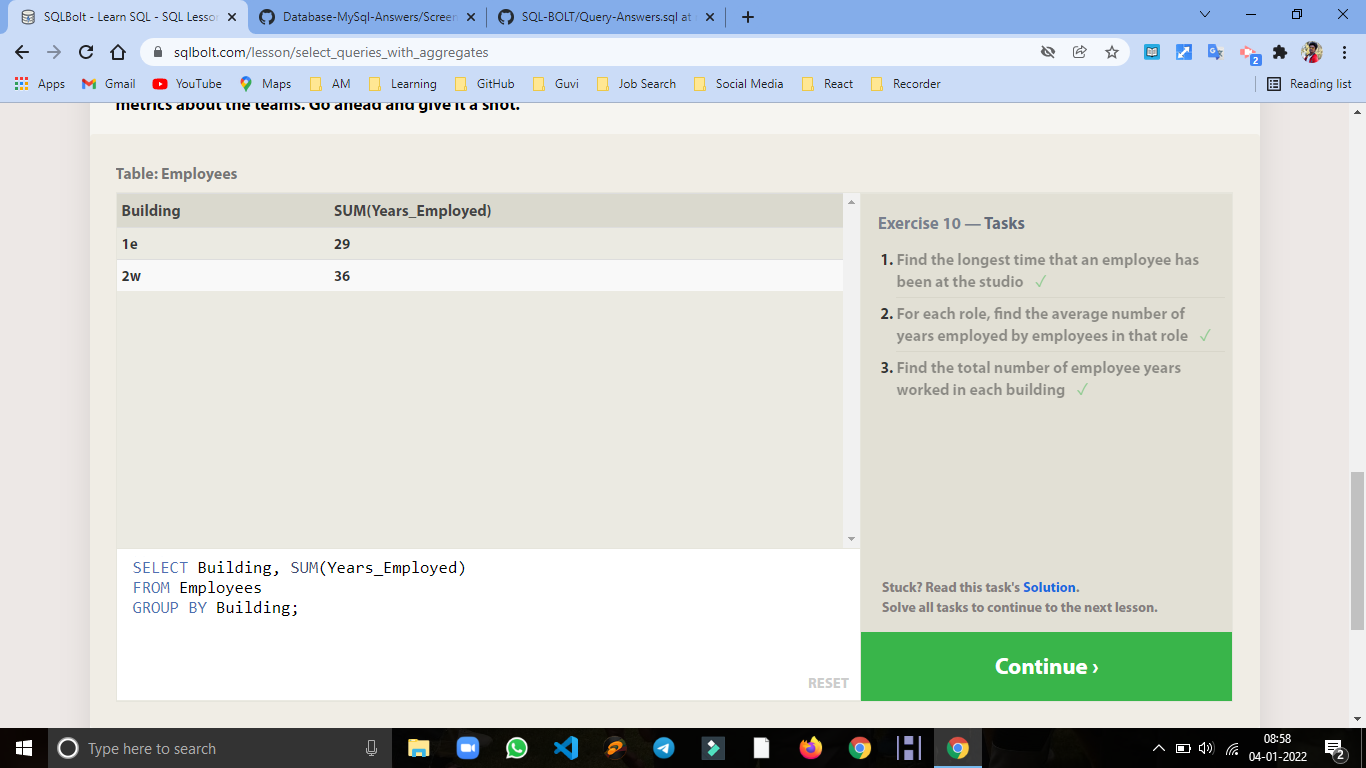 SQLBolt - Learn SQL - SQL Lesso
Database-MySql-Answers/Screen
SQL-BOLT/Query-Answers.sql at
sqlbolt.com/lesson/select_queries_with_aggregates
2
Apps
Gmail
YouTube
Maps
AM
Learning
GitHub
Guvi
Job Search
Social Media
React
Recorder
Reading list
metrics about the teams. Go ahead and give it a shot.
Table: Employees
Building SUM(Years_Employed)
1e 29
2w 36
SELECT Building, SUM(Years_Employed)
FROM Employees
GROUP BY Building;
RESET
Exercise 10 — Tasks
1. Find the longest time that an employee has
been at the studio ✓
2. For each role, find the average number of
years employed by employees in that role ✓
3. Find the total number of employee years
worked in each building ✓
Stuck? Read this task's Solution.
Solve all tasks to continue to the next lesson.
Continue ›
Type here to search
08:58
04-01-2022
2